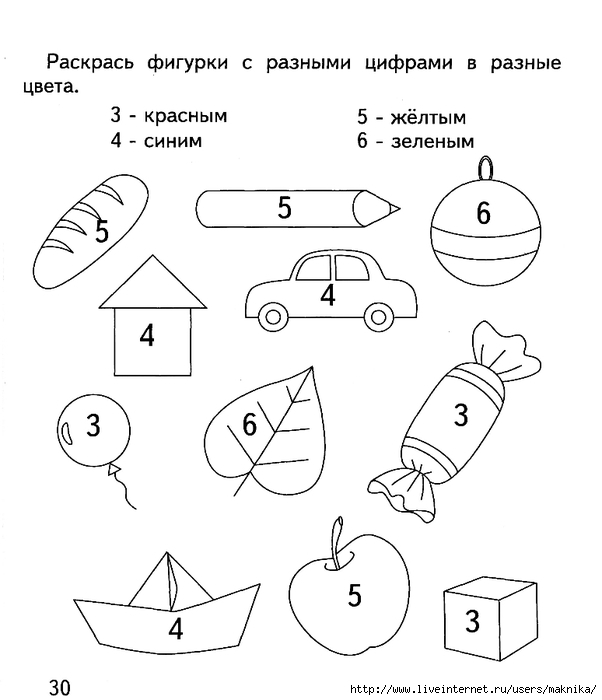 Раскрась фигурки с разными цифрами в разные
цвета.
3 - красным 5 - жёлтым
4 - синим 6 - зеленым
5 5 6
4 4
3 6 3
4 5 3
30 http://www.liveinternet.ru/users/maknika/